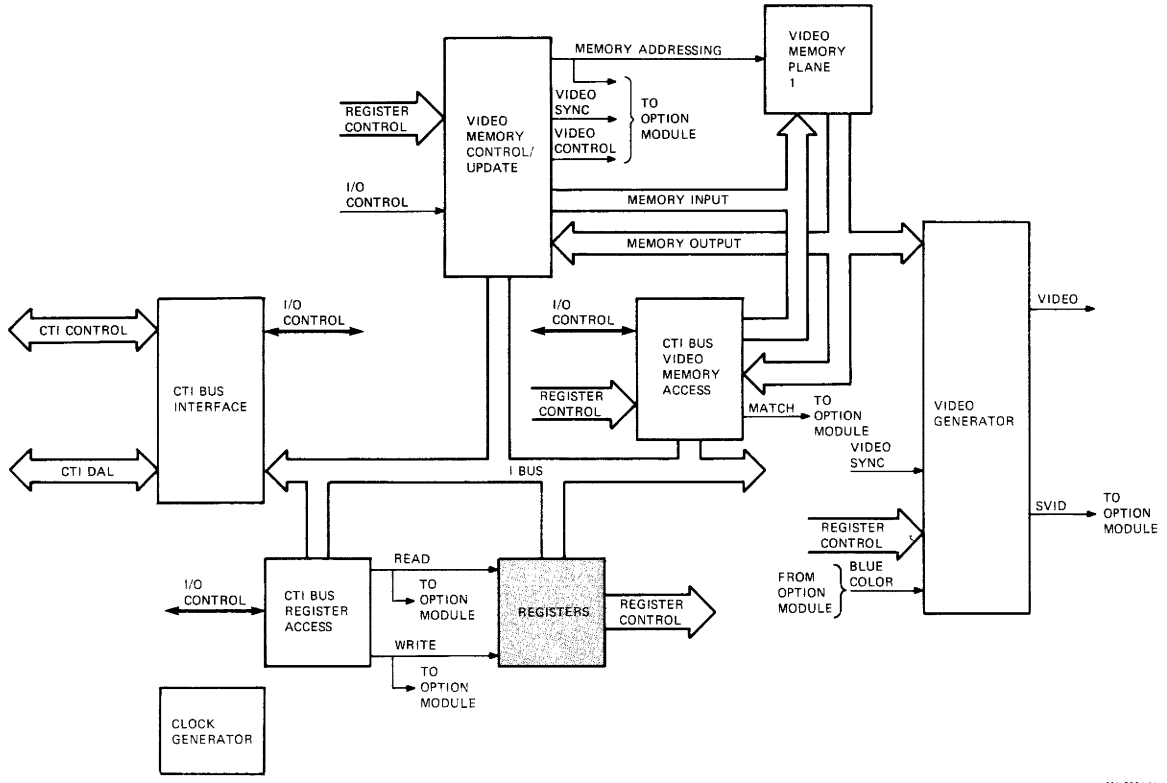 MEMORY ADDRESSING
VIDEO
MEMORY
PLANE
1
REGISTER
CONTROL
VIDEO
MEMORY
CONTROL/
UPDATE
VIDEO
SYNC
VIDEO
CONTROL
TO
OPTION
MODULE
I/O
CONTROL
MEMORY INPUT
MEMORY OUTPUT
CTI CONTROL
I/O
CONTROL
CTI BUS
INTERFACE
CTI DAL
I/O
CONTROL
CTI BUS
VIDEO
MEMORY
ACCESS
REGISTER
CONTROL
MATCH
TO
OPTION
MODULE
I BUS
VIDEO
VIDEO
GENERATOR
VIDEO
SYNC
SVID
TO
OPTION
MODULE
REGISTER
CONTROL
FROM
OPTION
MODULE
BLUE
COLOR
I/O
CONTROL
CTI BUS
REGISTER
ACCESS
READ
TO
OPTION
MODULE
WRITE
TO
OPTION
MODULE
REGISTERS
REGISTER
CONTROL
CLOCK
GENERATOR